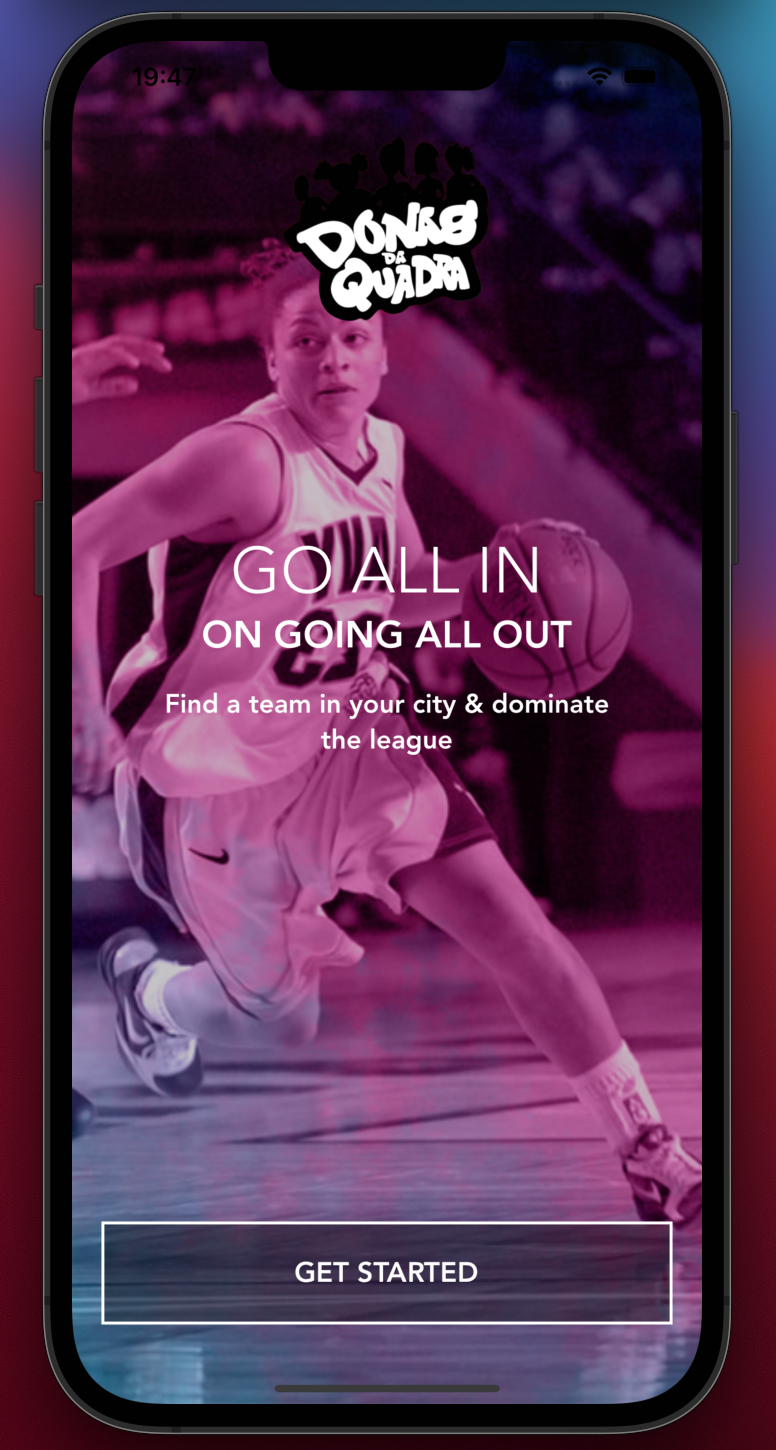 19:47
DONAS
DA
QUADRA
GO ALL IN
ON GOING ALL OUT
Find a team in your city & dominate
the league
GET STARTED